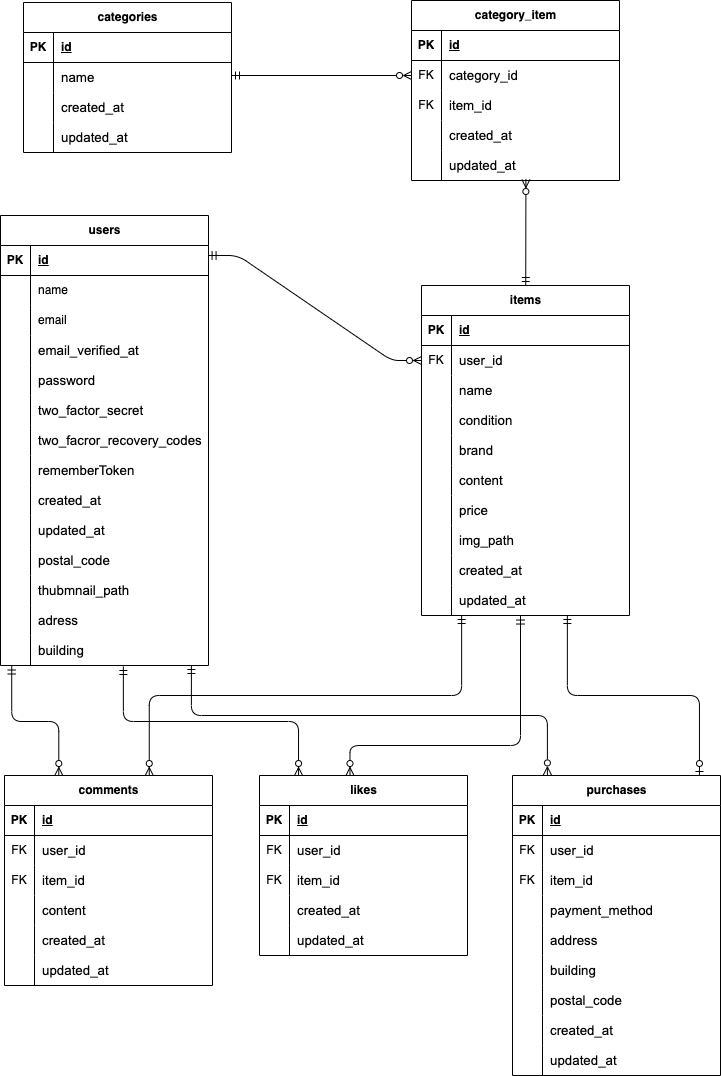 categories
PK id
name
created_at
updated_at
category_item
PK id
FK category_id
FK item_id
created_at
updated_at
users
PK id
name
email
email_verified_at
password
two_factor_secret
two_facror_recovery_codes
rememberToken
created_at
updated_at
postal_code
thubmnail_path
adress
building
items
PK id
FK user_id
name
condition
brand
content
price
img_path
created_at
updated_at
comments
PK id
FK user_id
FK item_id
content
created_at
updated_at
likes
PK id
FK user_id
FK item_id
created_at
updated_at
purchases
PK id
FK user_id
FK item_id
payment_method
address
building
postal_code
created_at
updated_at